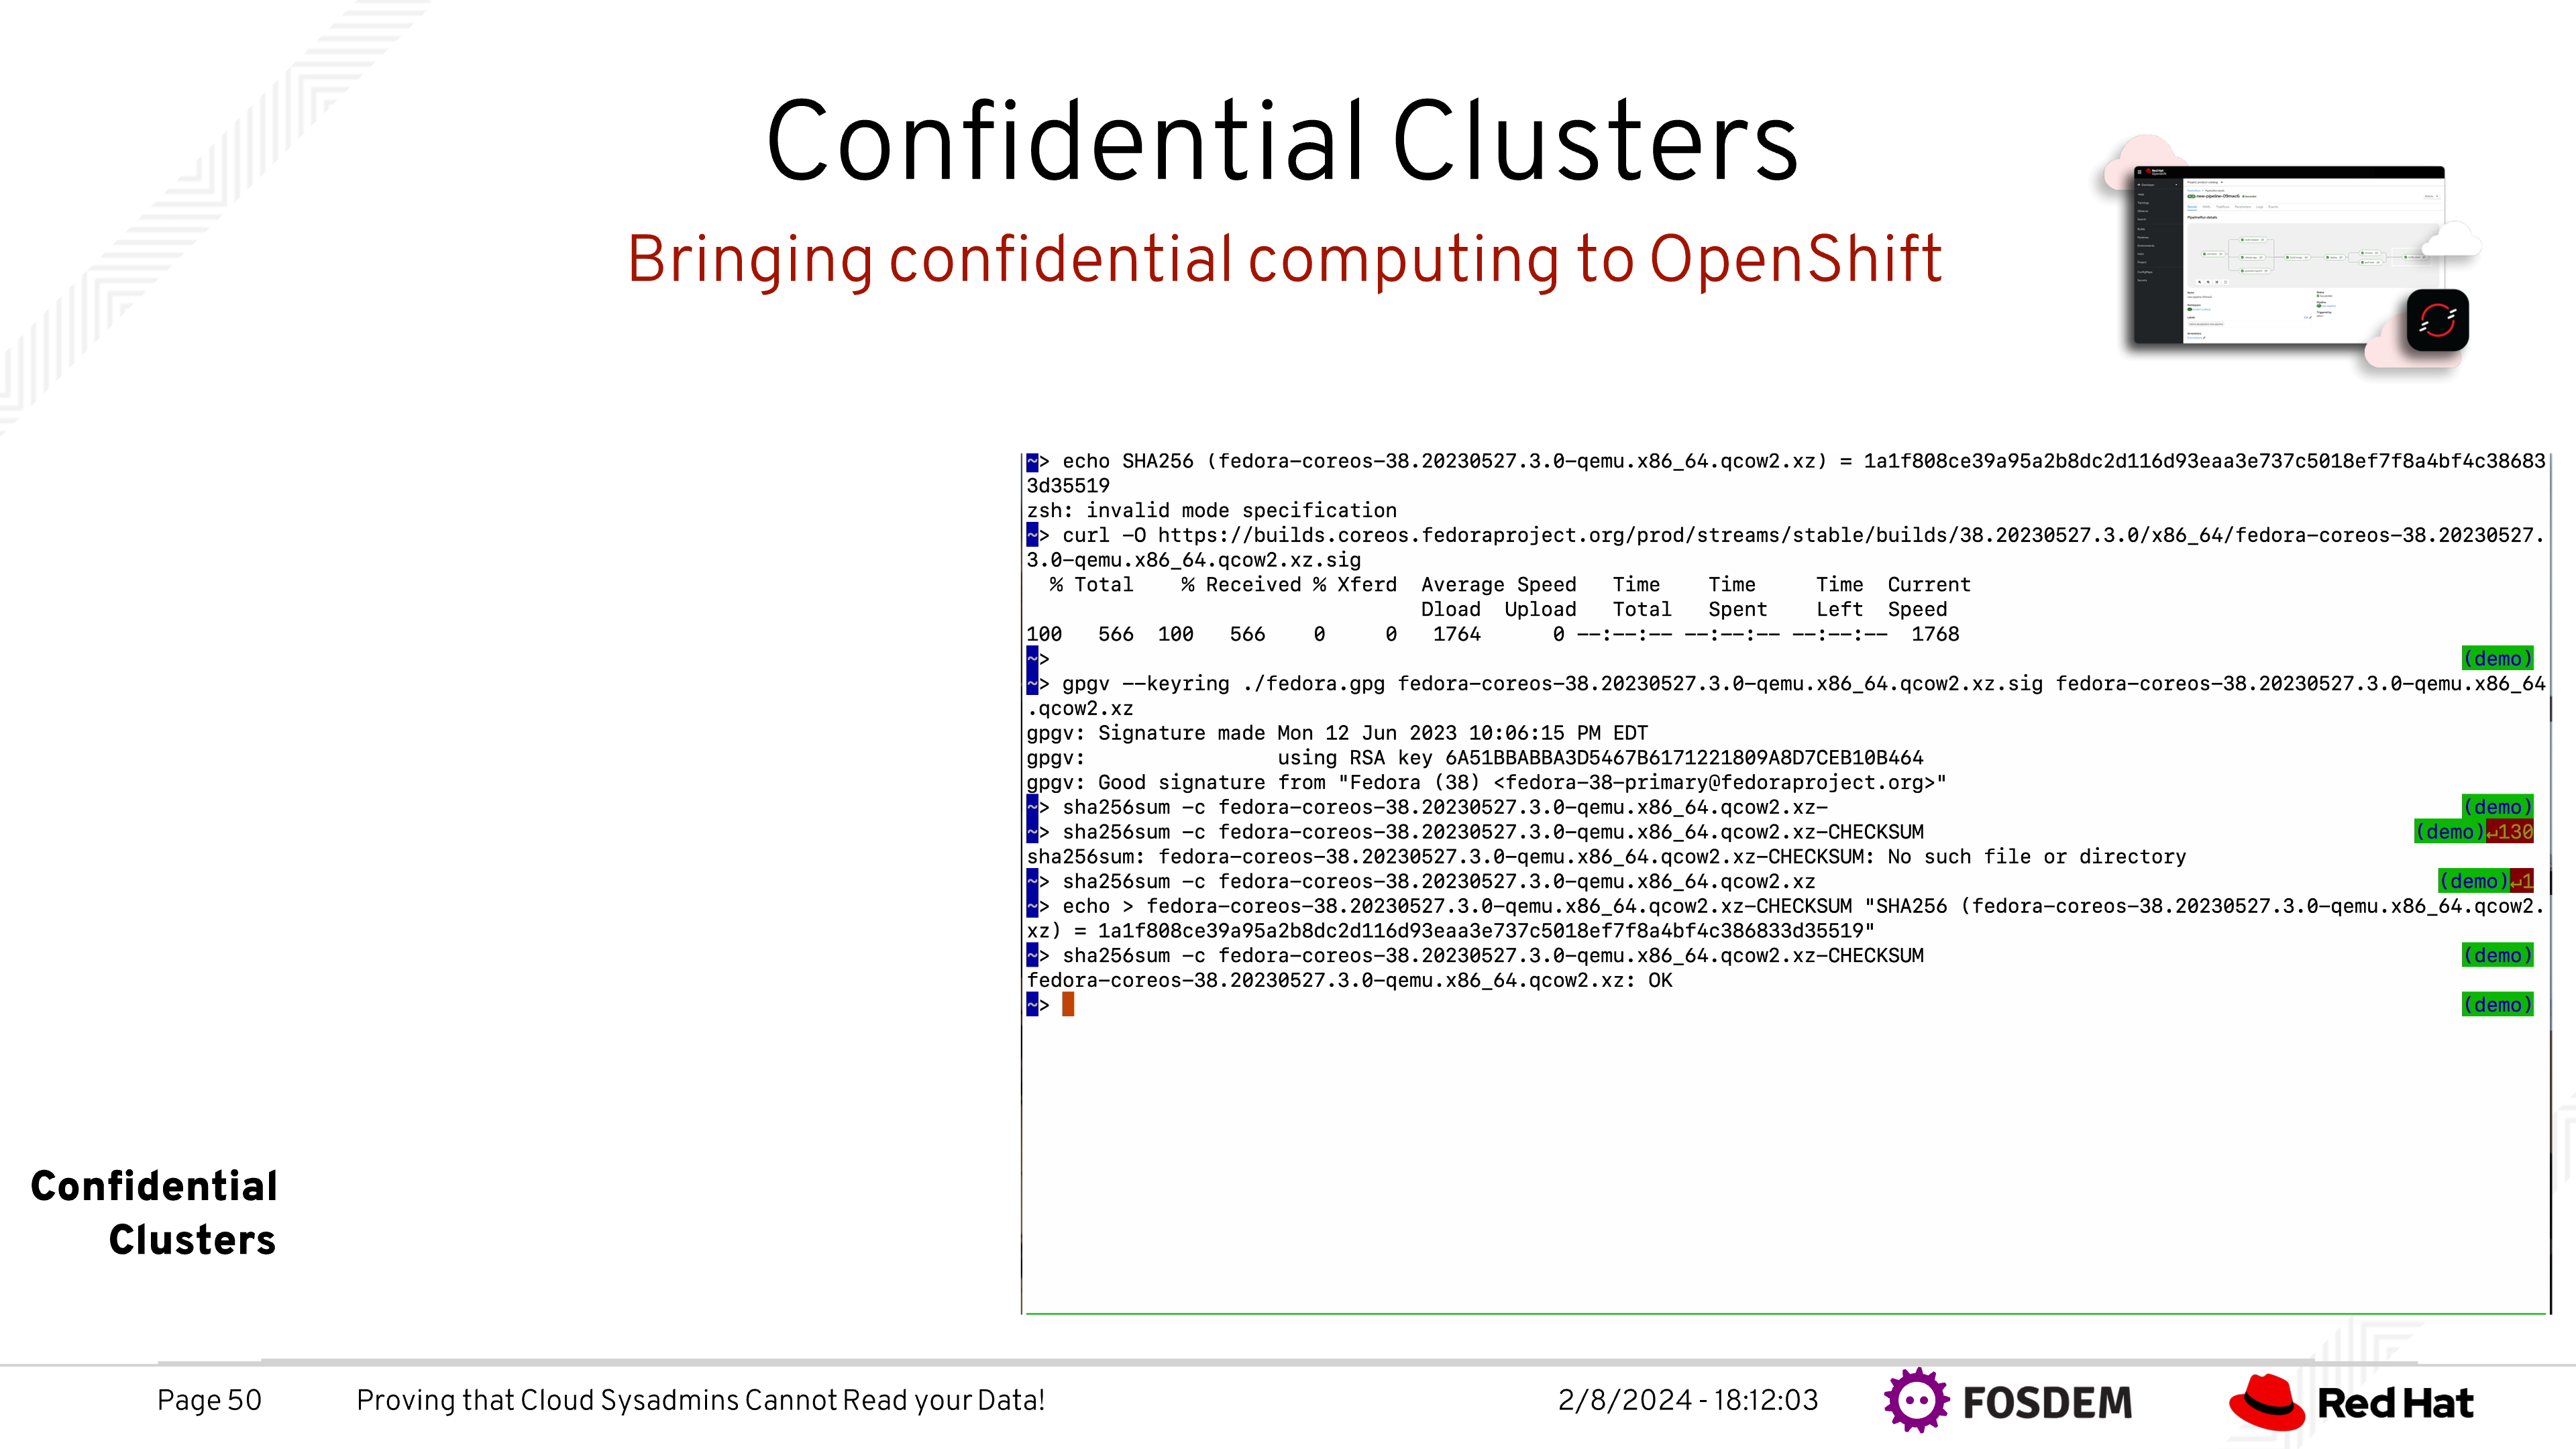 Confidential Clusters
Bringing confidential computing to OpenShift
~> echo SHA256 (fedora-coreos-38.20230527.3.0-qemu.x86_64.qcow2.xz) = 1a1f808ce39a95a2b8dc2d116d93eaa3e737c5018ef7f8a4bf4c38683
3d35519
zsh: invalid mode specification
~> curl -O https://builds.coreos.fedoraproject.org/prod/streams/stable/builds/38.20230527.3.0/x86_64/fedora-coreos-38.20230527.
3.0-qemu.x86_64.qcow2.xz.sig
% Total % Received % Xferd Average Speed Time Time Time Current
Dload Upload Total Spent Left Speed
100 566 100 566 0 0 1764 0 --:--:-- --:--:-- --:--:-- 1768
~> (demo)
~> gpgv --keyring ./fedora.gpg fedora-coreos-38.20230527.3.0-qemu.x86_64.qcow2.xz.sig fedora-coreos-38.20230527.3.0-qemu.x86_64
.qcow2.xz
gpgv: Signature made Mon 12 Jun 2023 10:06:15 PM EDT
gpgv: using RSA key 6A51BBABBA3D5467B6171221809A8D7CEB10B464
gpgv: Good signature from "Fedora (38) <fedora-38-primary@fedoraproject.org>"
~> sha256sum -c fedora-coreos-38.20230527.3.0-qemu.x86_64.qcow2.xz- (demo)
~> sha256sum -c fedora-coreos-38.20230527.3.0-qemu.x86_64.qcow2.xz-CHECKSUM (demo)↵130
sha256sum: fedora-coreos-38.20230527.3.0-qemu.x86_64.qcow2.xz-CHECKSUM: No such file or directory
~> sha256sum -c fedora-coreos-38.20230527.3.0-qemu.x86_64.qcow2.xz (demo)↵1
~> echo > fedora-coreos-38.20230527.3.0-qemu.x86_64.qcow2.xz-CHECKSUM "SHA256 (fedora-coreos-38.20230527.3.0-qemu.x86_64.qcow2.
xz) = 1a1f808ce39a95a2b8dc2d116d93eaa3e737c5018ef7f8a4bf4c386833d35519"
~> sha256sum -c fedora-coreos-38.20230527.3.0-qemu.x86_64.qcow2.xz-CHECKSUM (demo)
fedora-coreos-38.20230527.3.0-qemu.x86_64.qcow2.xz: OK
~> (demo)
Confidential
Clusters
Page 50 Proving that Cloud Sysadmins Cannot Read your Data! 2/8/2024 - 18:12:03 FOSDEM Red Hat